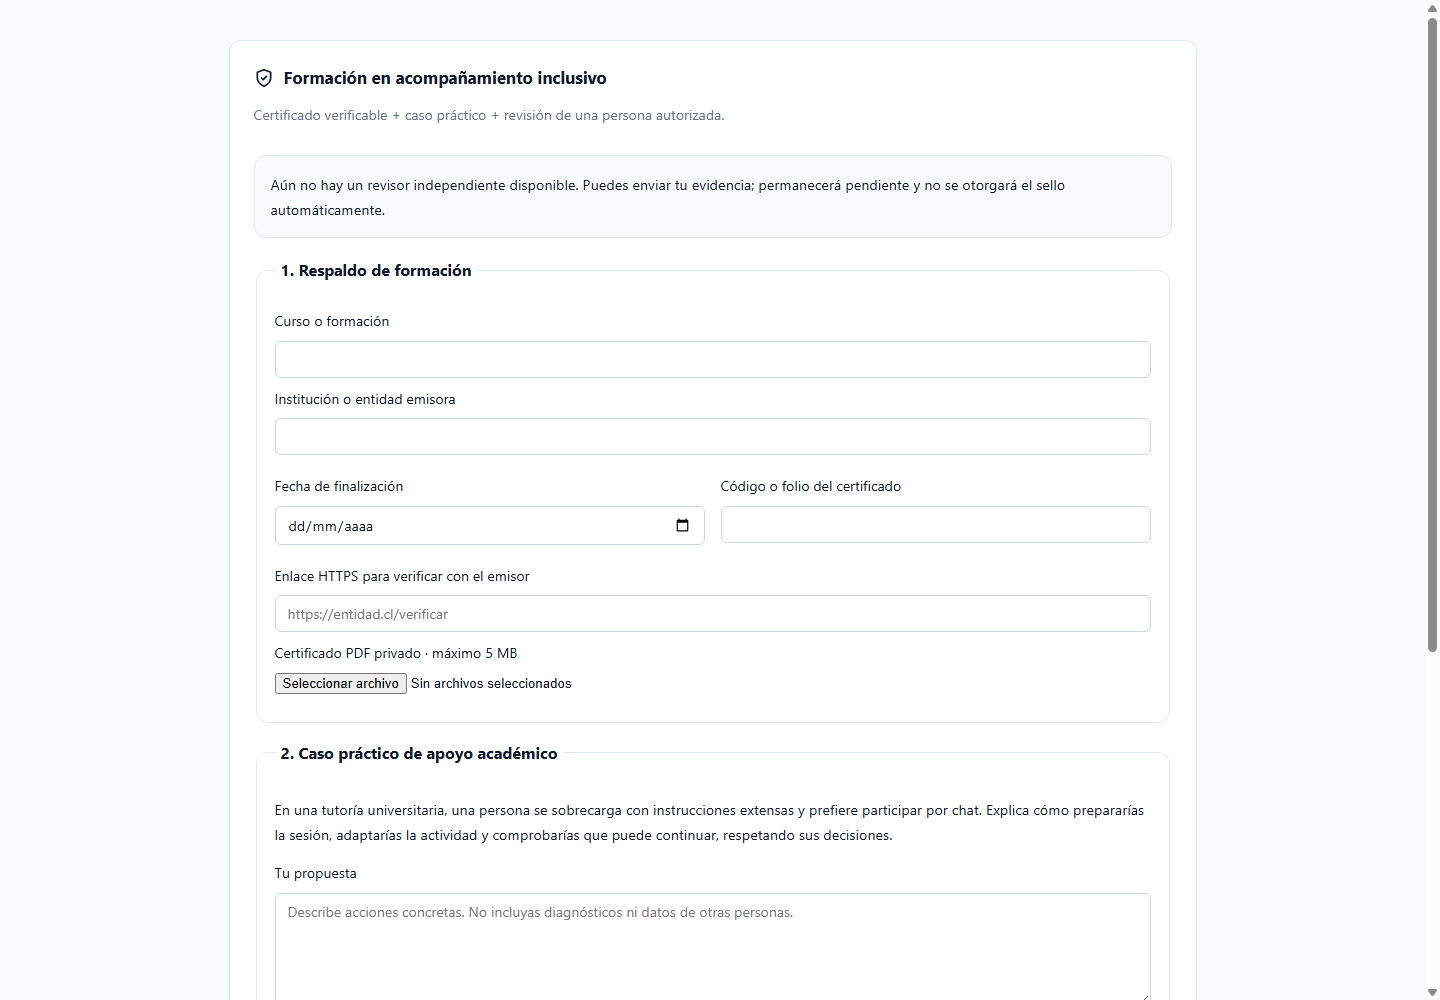 Formación en acompañamiento inclusivo
Certificado verificable + caso práctico + revisión de una persona autorizada.
Aún no hay un revisor independiente disponible. Puedes enviar tu evidencia; permanecerá pendiente y no se otorgará el sello
automáticamente.
1. Respaldo de formación
Curso o formación
Institución o entidad emisora
Fecha de finalización
Código o folio del certificado
dd/mm/aaaa
Enlace HTTPS para verificar con el emisor
https://entidad.cl/verificar
Certificado PDF privado · máximo 5 MB
Seleccionar archivo Sin archivos seleccionados
2. Caso práctico de apoyo académico
En una tutoría universitaria, una persona se sobrecarga con instrucciones extensas y prefiere participar por chat. Explica cómo prepararías
la sesión, adaptarías la actividad y comprobarías que puede continuar, respetando sus decisiones.
Tu propuesta
Describe acciones concretas. No incluyas diagnósticos ni datos de otras personas.